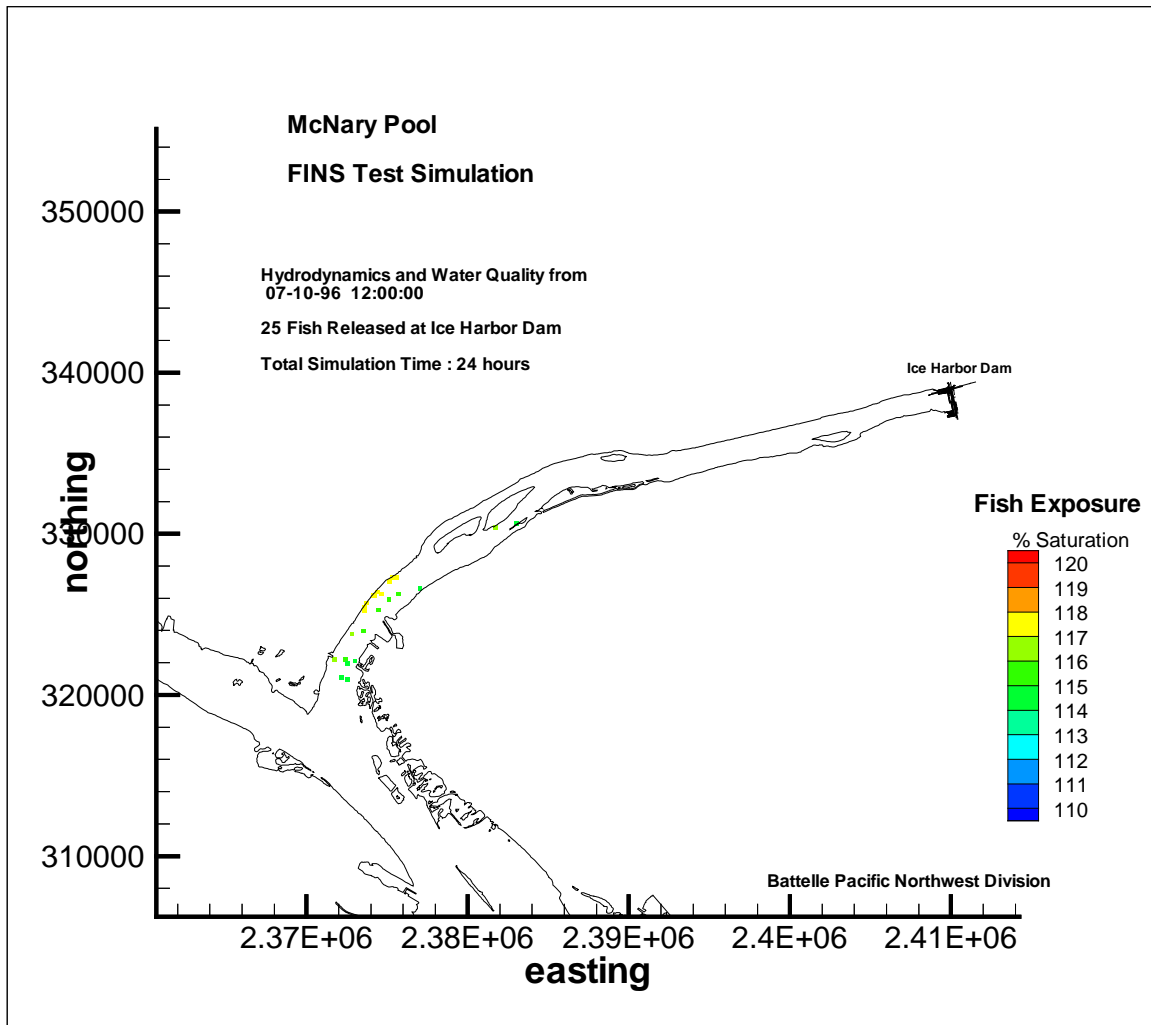 McNary Pool
FINS Test Simulation
Hydrodynamics and Water Quality from
07-10-96 12:00:00
25 Fish Released at Ice Harbor Dam
Total Simulation Time : 24 hours
Ice Harbor Dam
350000
340000
330000
320000
310000
northing
Fish Exposure
% Saturation
120
119
118
117
116
115
114
113
112
111
110
Battelle Pacific Northwest Division
2.37E+06 2.38E+06 2.39E+06 2.4E+06 2.41E+06
easting